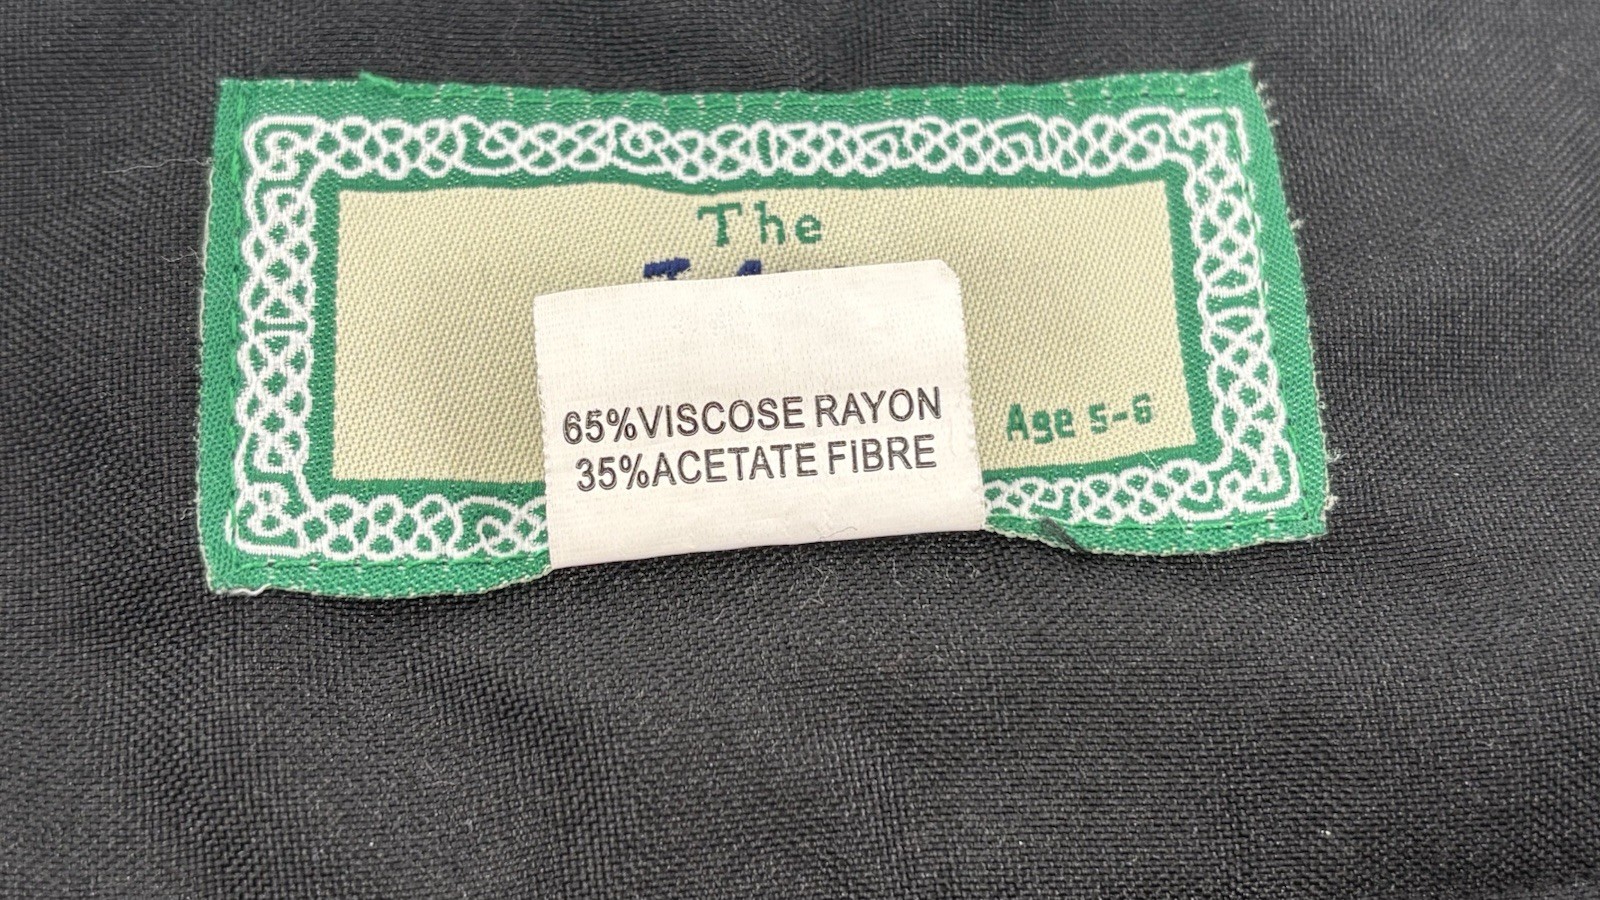 The
65%VISCOSE RAYON
35%ACETATE FiBRE
Age 5-6